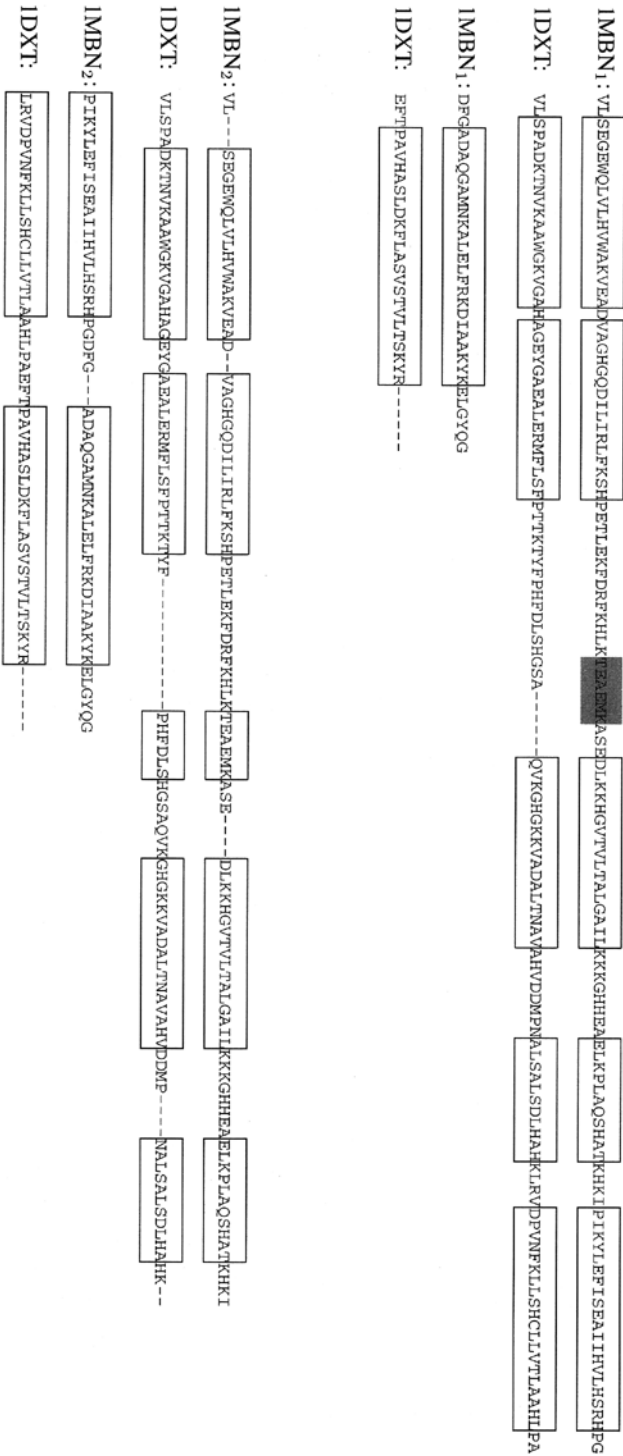 1MBN₁: VLSEGEWQLVLHVWAKVEADVAGHGQDILIRLFKSHPETLEKFDRFKHLKTEAEMKASEDLKKHGVTVLTALGAILKKKGHHEAELKPLAQSHATKHKIPIKYLEFISEAIIHVLHSRHPG
1DXT: VLSPADKTNVKAAWGKVGAHAGEYGAEALERMFLSFPTTKTYFPHFDLSHGSA------QVKGHGKKVADALTNAVAHVDDMPNALSALSDLHAHKLRVDPVNFKLLSHCLLVTLAAHLPA
1MBN₁: DFGADAQGAMNKALELFRKDIAAKYKELGYQG
1DXT: EFTPAVHASLDKFLASVSTVLTSKYR------
1MBN₂: VL---SEGEWQLVLHVWAKVEAD--VAGHGQDILIRLFKSHPETLEKFDRFKHLKTEAEMKASE----DLKKHGVTVLTALGAILKKKGHHEAELKPLAQSHATKHKI
1DXT: VLSPADKTNVKAAWGKVGAHAGEYGAEALERMFLSFPTTKTYF------------PHFDLSHGSAQVKGHGKKVADALTNAVAHVDDMP----NALSALSDLHAHK--
1MBN₂: PIKYLEFISEAIIHVLHSRHPGDFG---ADAQGAMNKALELFRKDIAAKYKELGYQG
1DXT: LRVDPVNFKLLSHCLLVTLAAHLPAEFTPAVHASLDKFLASVSTVLTSKYR------